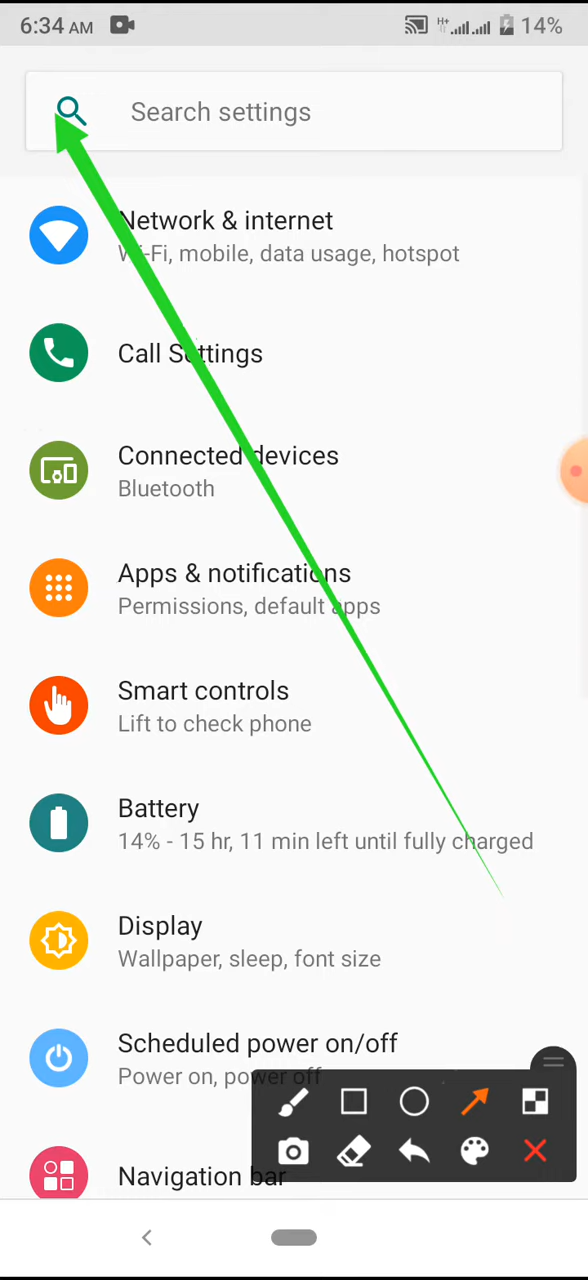 6:34 AM H+ 14%
Search settings
Network & internet
Wi-Fi, mobile, data usage, hotspot
Call Settings
Connected devices
Bluetooth
Apps & notifications
Permissions, default apps
Smart controls
Lift to check phone
Battery
14% - 15 hr, 11 min left until fully charged
Display
Wallpaper, sleep, font size
Scheduled power on/off
Power on, power off
Navigation bar